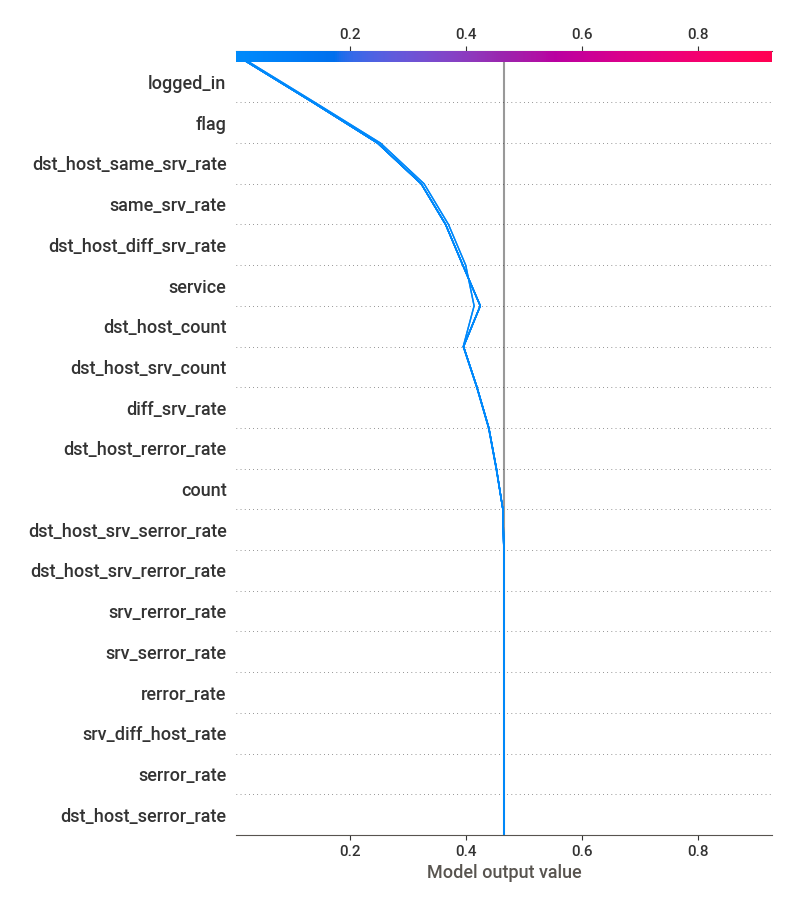 0.2 0.4 0.6 0.8
logged_in
flag
dst_host_same_srv_rate
same_srv_rate
dst_host_diff_srv_rate
service
dst_host_count
dst_host_srv_count
diff_srv_rate
dst_host_rerror_rate
count
dst_host_srv_serror_rate
dst_host_srv_rerror_rate
srv_rerror_rate
srv_serror_rate
rerror_rate
srv_diff_host_rate
serror_rate
dst_host_serror_rate
0.2 0.4 0.6 0.8
Model output value